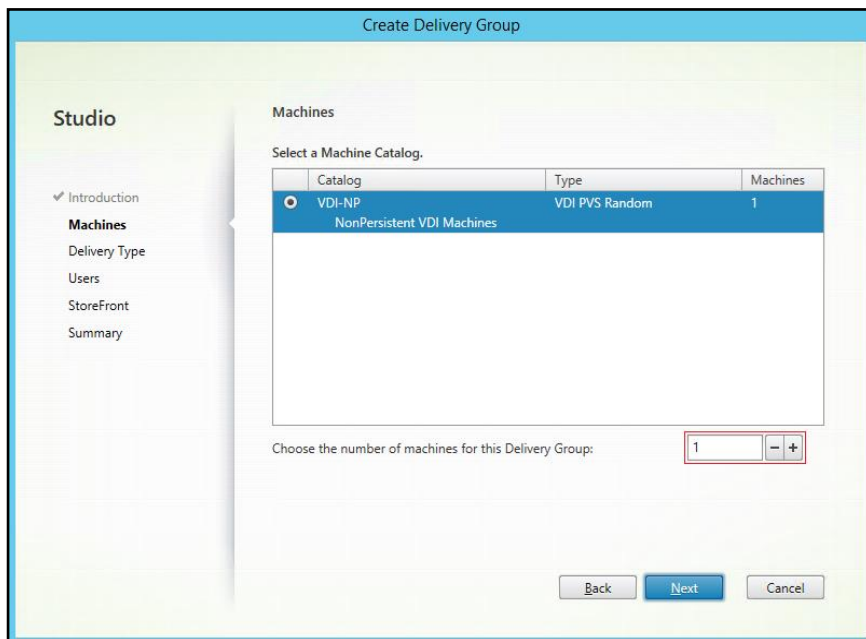 Create Delivery Group
Studio
Introduction
Machines
Delivery Type
Users
StoreFront
Summary
Machines
Select a Machine Catalog.
Catalog Type Machines
VDI-NP VDI PVS Random 1
NonPersistent VDI Machines
Choose the number of machines for this Delivery Group: 1 - +
Back Next Cancel